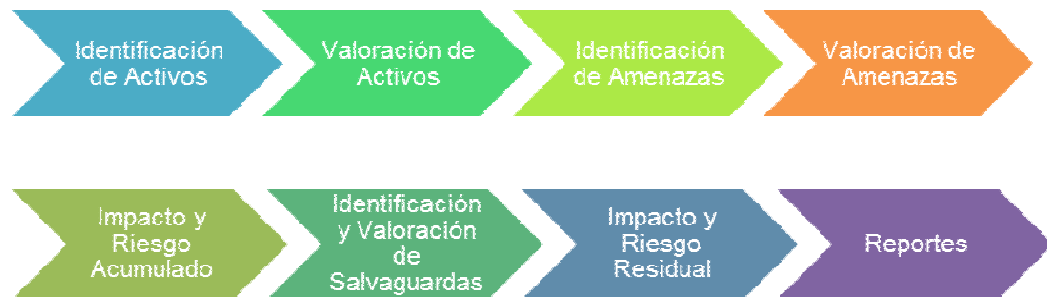 Identificación
de Activos
Valoración de
Activos
Identificación
de Amenazas
Valoración de
Amenazas
Impacto y
Riesgo
Acumulado
Identificación
y Valoración
de
Salvaguardas
Impacto y
Riesgo
Residual
Reportes